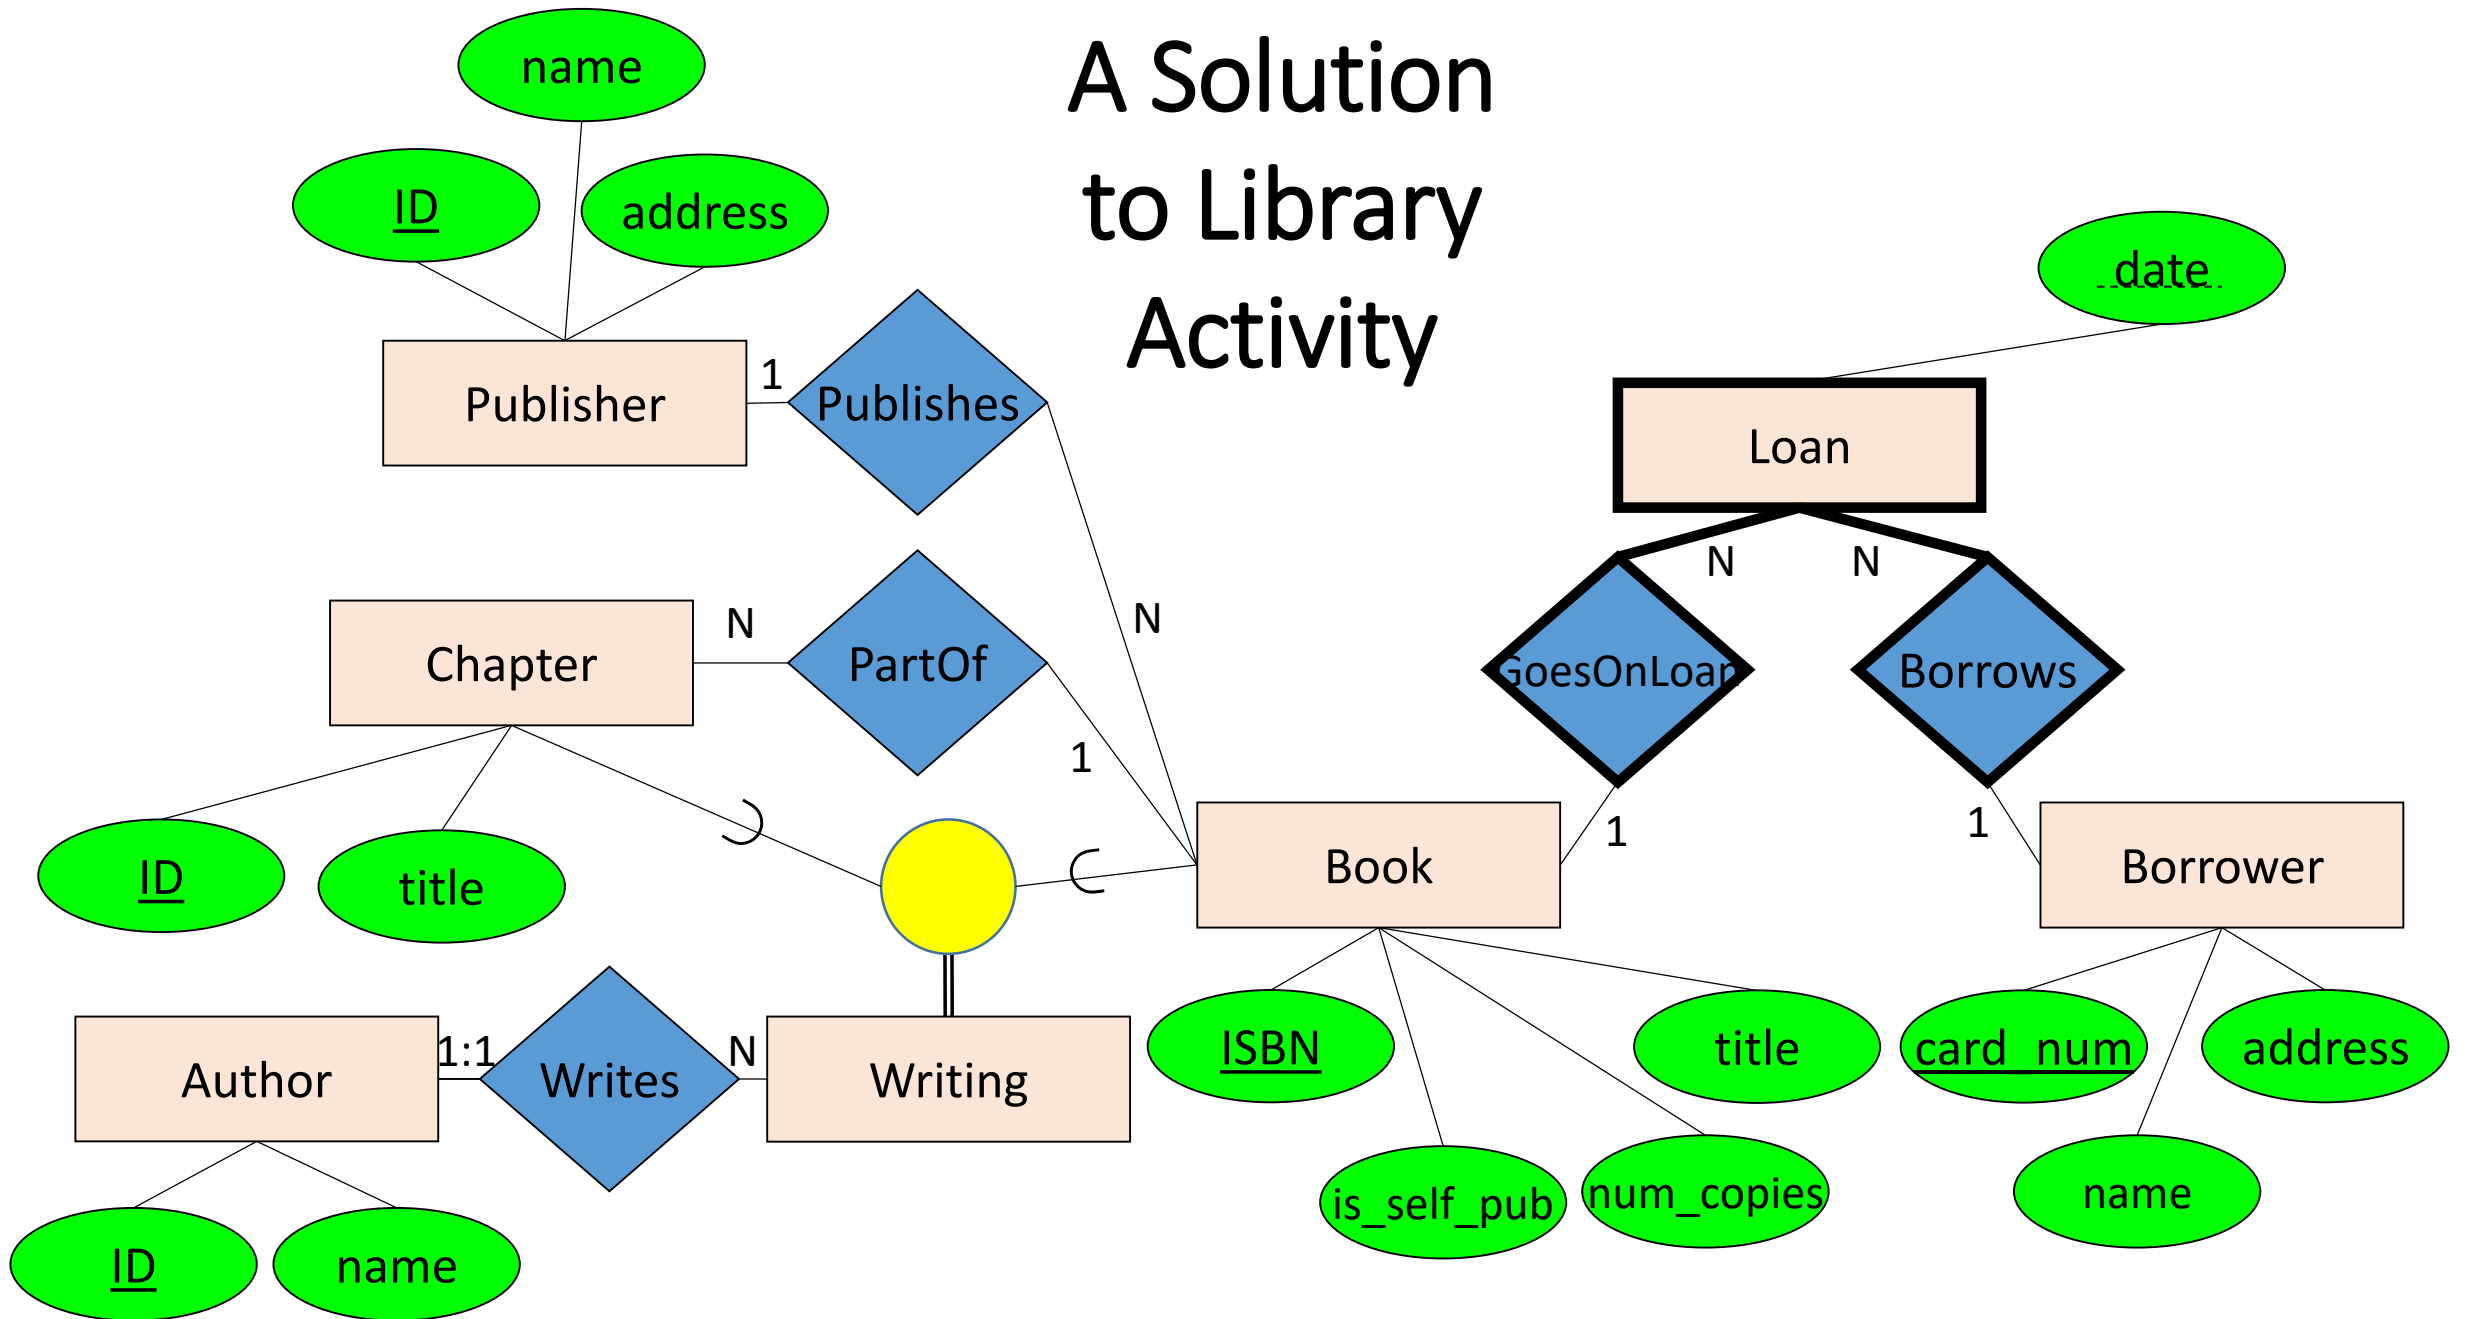 A Solution
to Library
Activity
name
ID
address
date
Publisher
1
Publishes
Loan
N
N
N
Chapter
N
PartOf
GoesOnLoan
Borrows
1
1
1
ID
title
Book
Borrower
Author
1:1
Writes
N
Writing
ISBN
title
card_num
address
is_self_pub
num_copies
name
ID
name